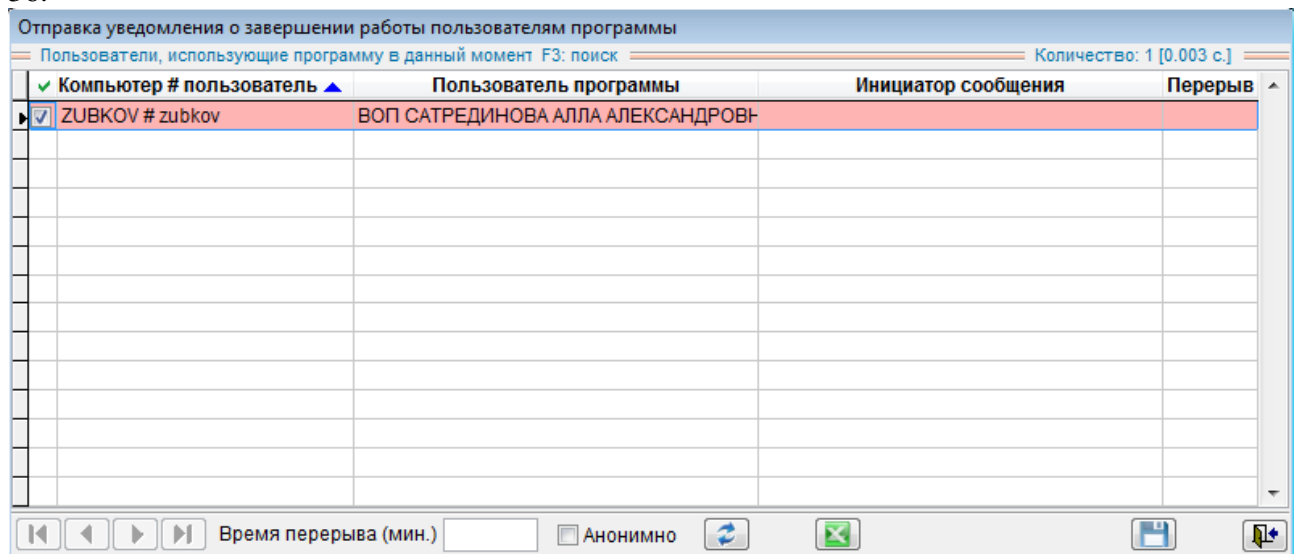 Отправка уведомления о завершении работы пользователям программы
Пользователи, использующие программу в данный момент F3: поиск Количество: 1 [0.003 с.]
Компьютер # пользователь Пользователь программы Инициатор сообщения Перерыв
ZUBKOV # zubkov ВОП САТРЕДИНОВА АЛЛА АЛЕКСАНДРОВН
Время перерыва (мин.) Анонимно